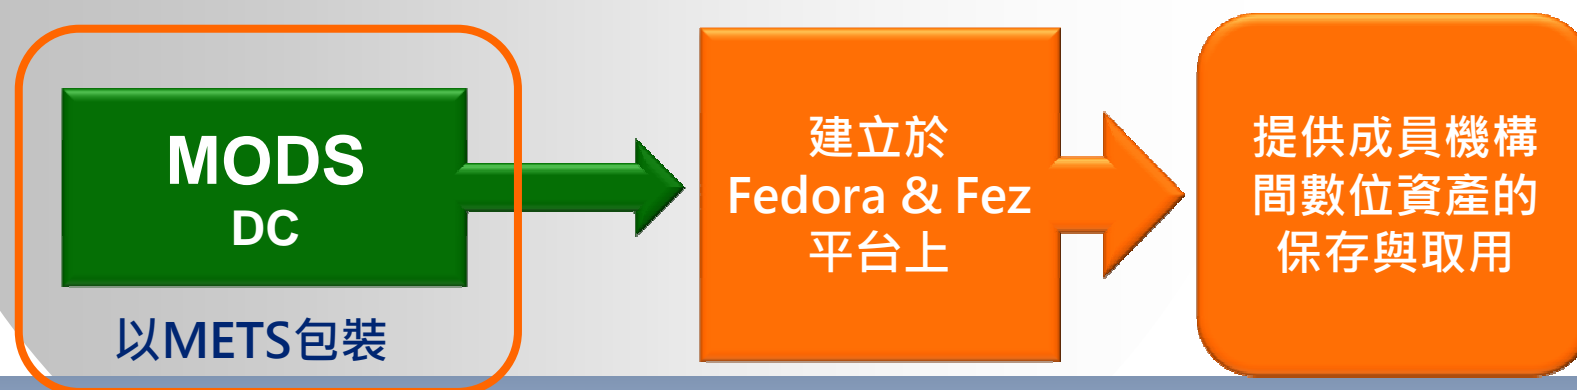 MODS
DC
以METS包裝
建立於
Fedora & Fez
平台上
提供成員機構
間數位資產的
保存與取用